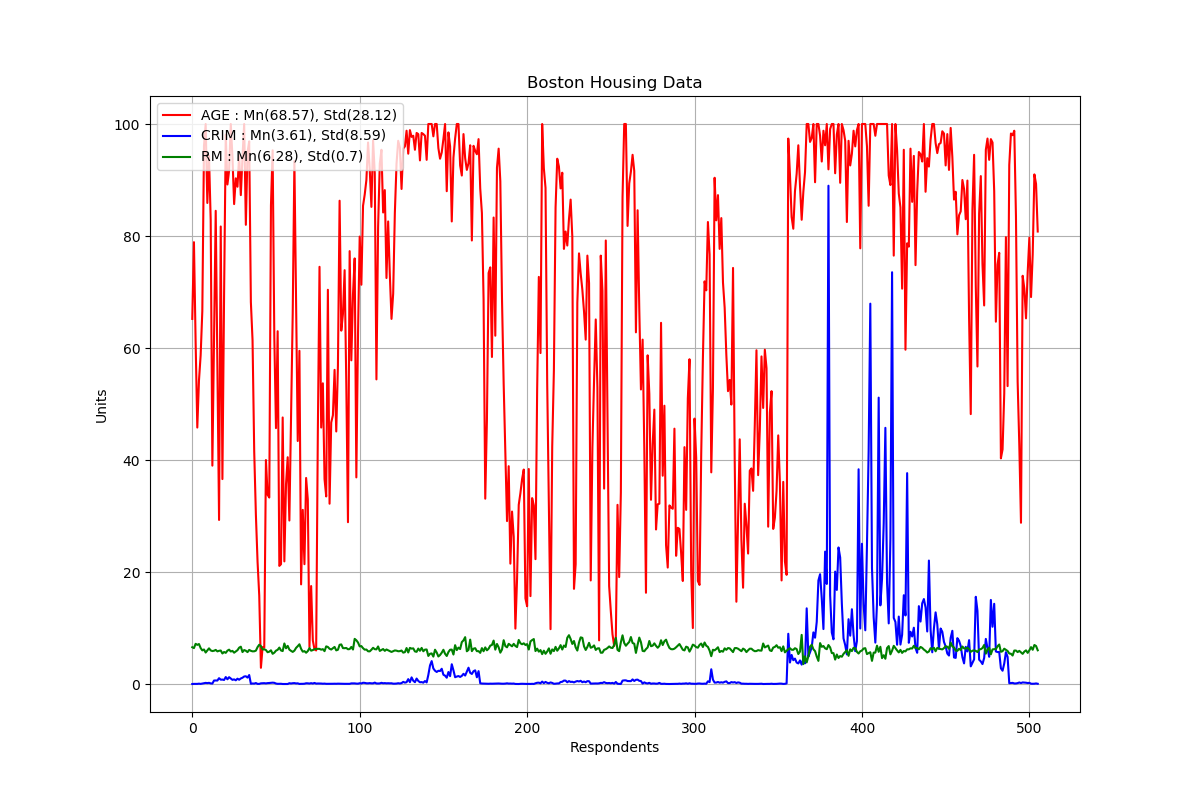 Boston Housing Data
AGE : Mn(68.57), Std(28.12)
CRIM : Mn(3.61), Std(8.59)
RM : Mn(6.28), Std(0.7)
100
80
60
40
20
0
Units
0 100 200 300 400 500
Respondents